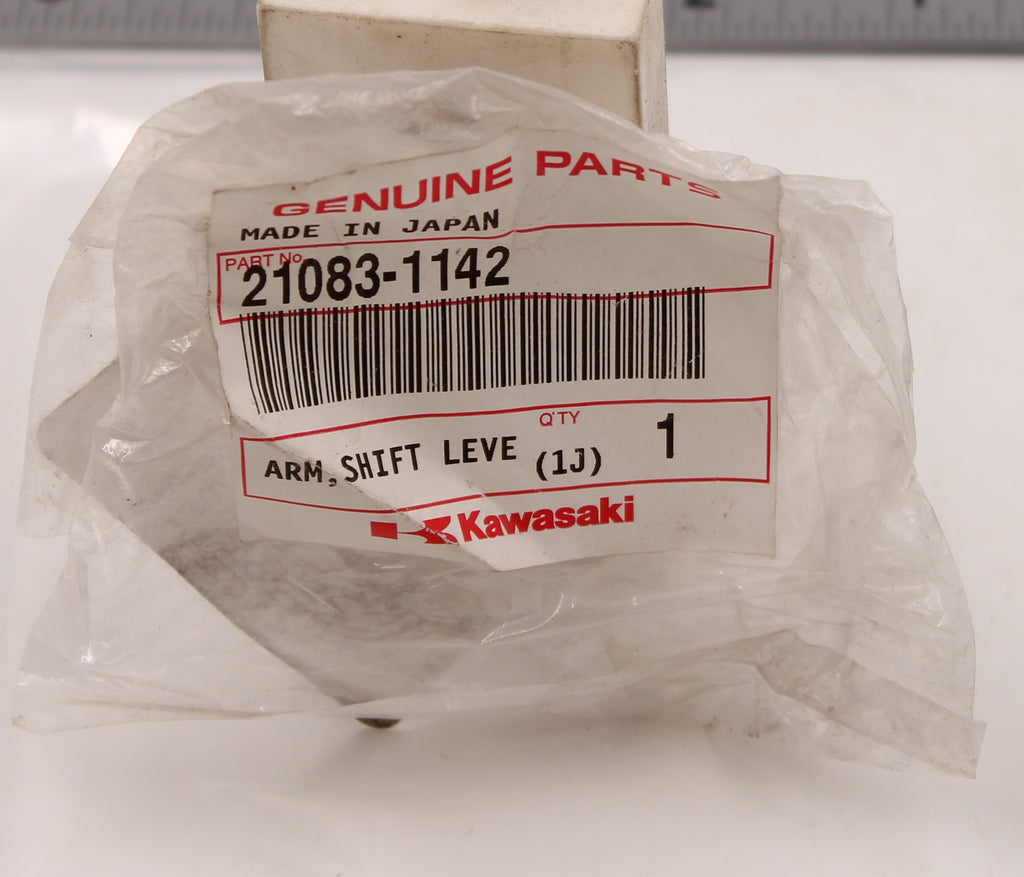 GENUINE PARTS
MADE IN JAPAN
PART No.
21083-1142
Q'TY
ARM,SHIFT LEVE (1J) 1
Kawasaki